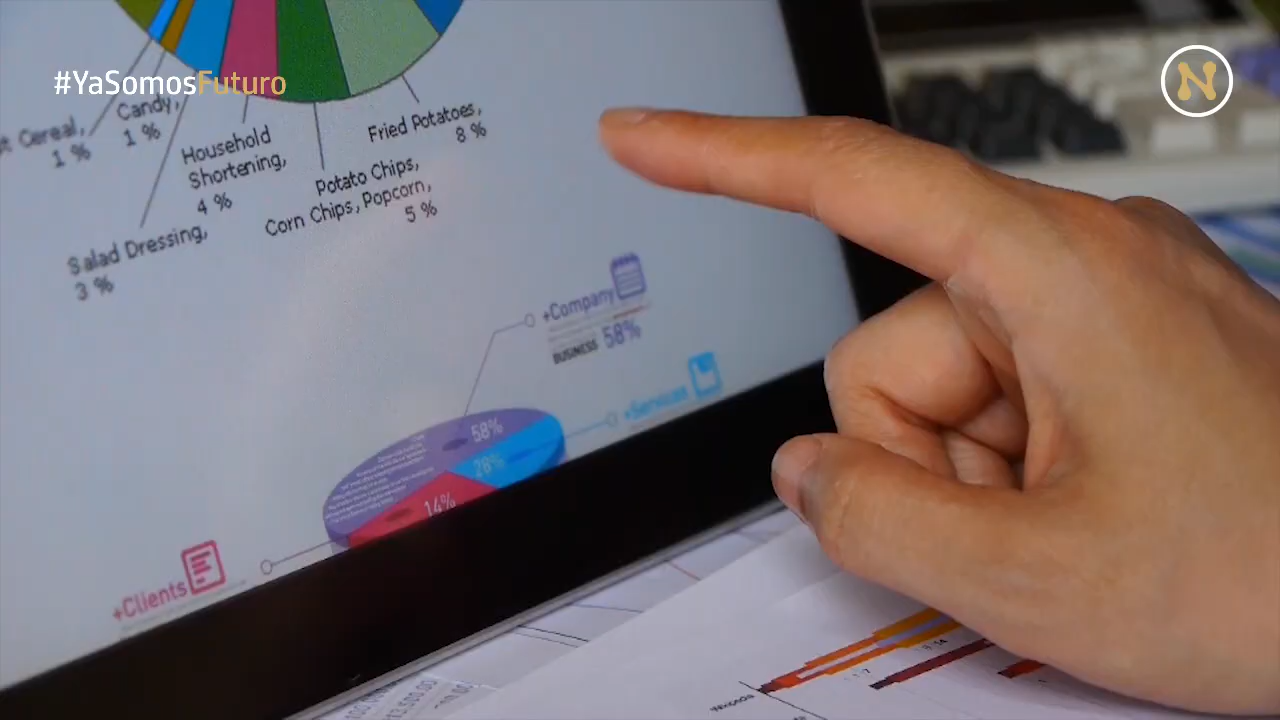 #YaSomosFuturo
N
Cereal,
1 %
Candy,
1 %
Household
Shortening,
4 %
Salad Dressing,
3 %
Potato Chips,
Corn Chips, Popcorn,
5 %
Fried Potatoes,
8 %
+Company
BUSINESS 58%
+Services
58%
28%
14%
+Clients
Wikipedia